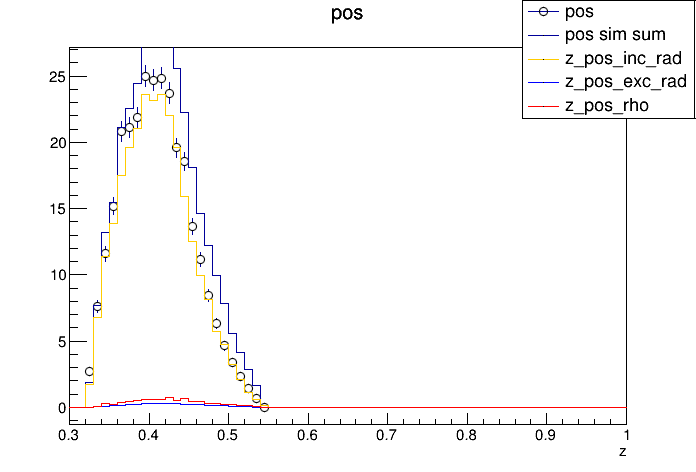 pos
pos
pos sim sum
z_pos_inc_rad
z_pos_exc_rad
z_pos_rho
25
20
15
10
5
0
0.3 0.4 0.5 0.6 0.7 0.8 0.9 1
z